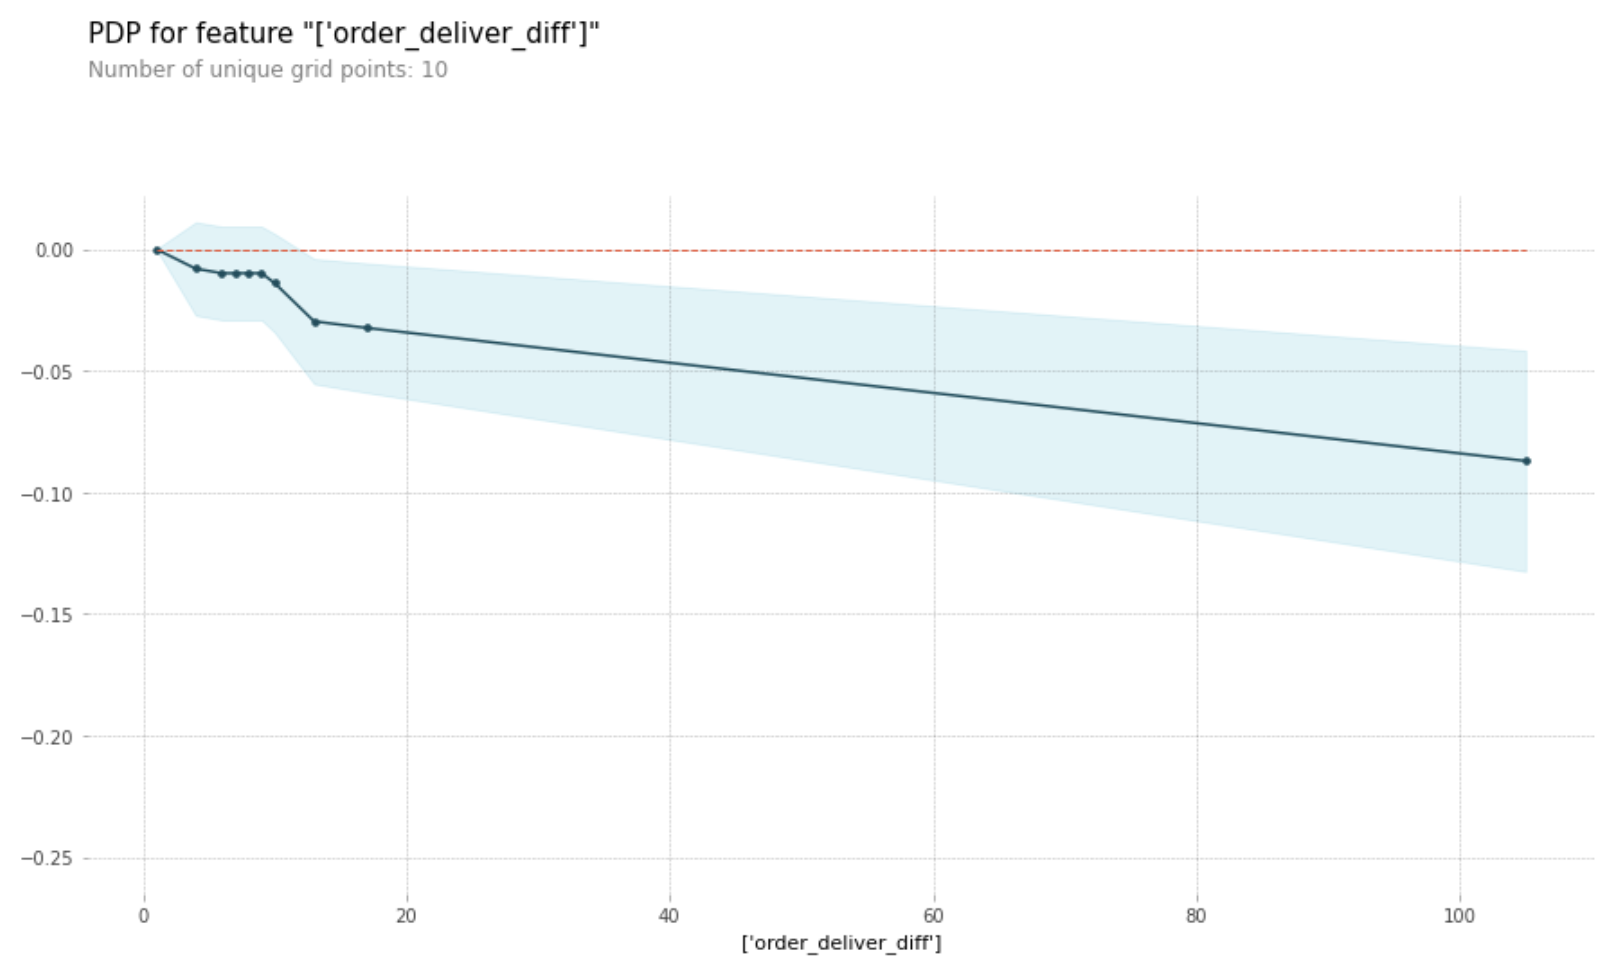 PDP for feature "['order_deliver_diff']"
Number of unique grid points: 10
0.00
−0.05
−0.10
−0.15
−0.20
−0.25
0 20 40 60 80 100
['order_deliver_diff']